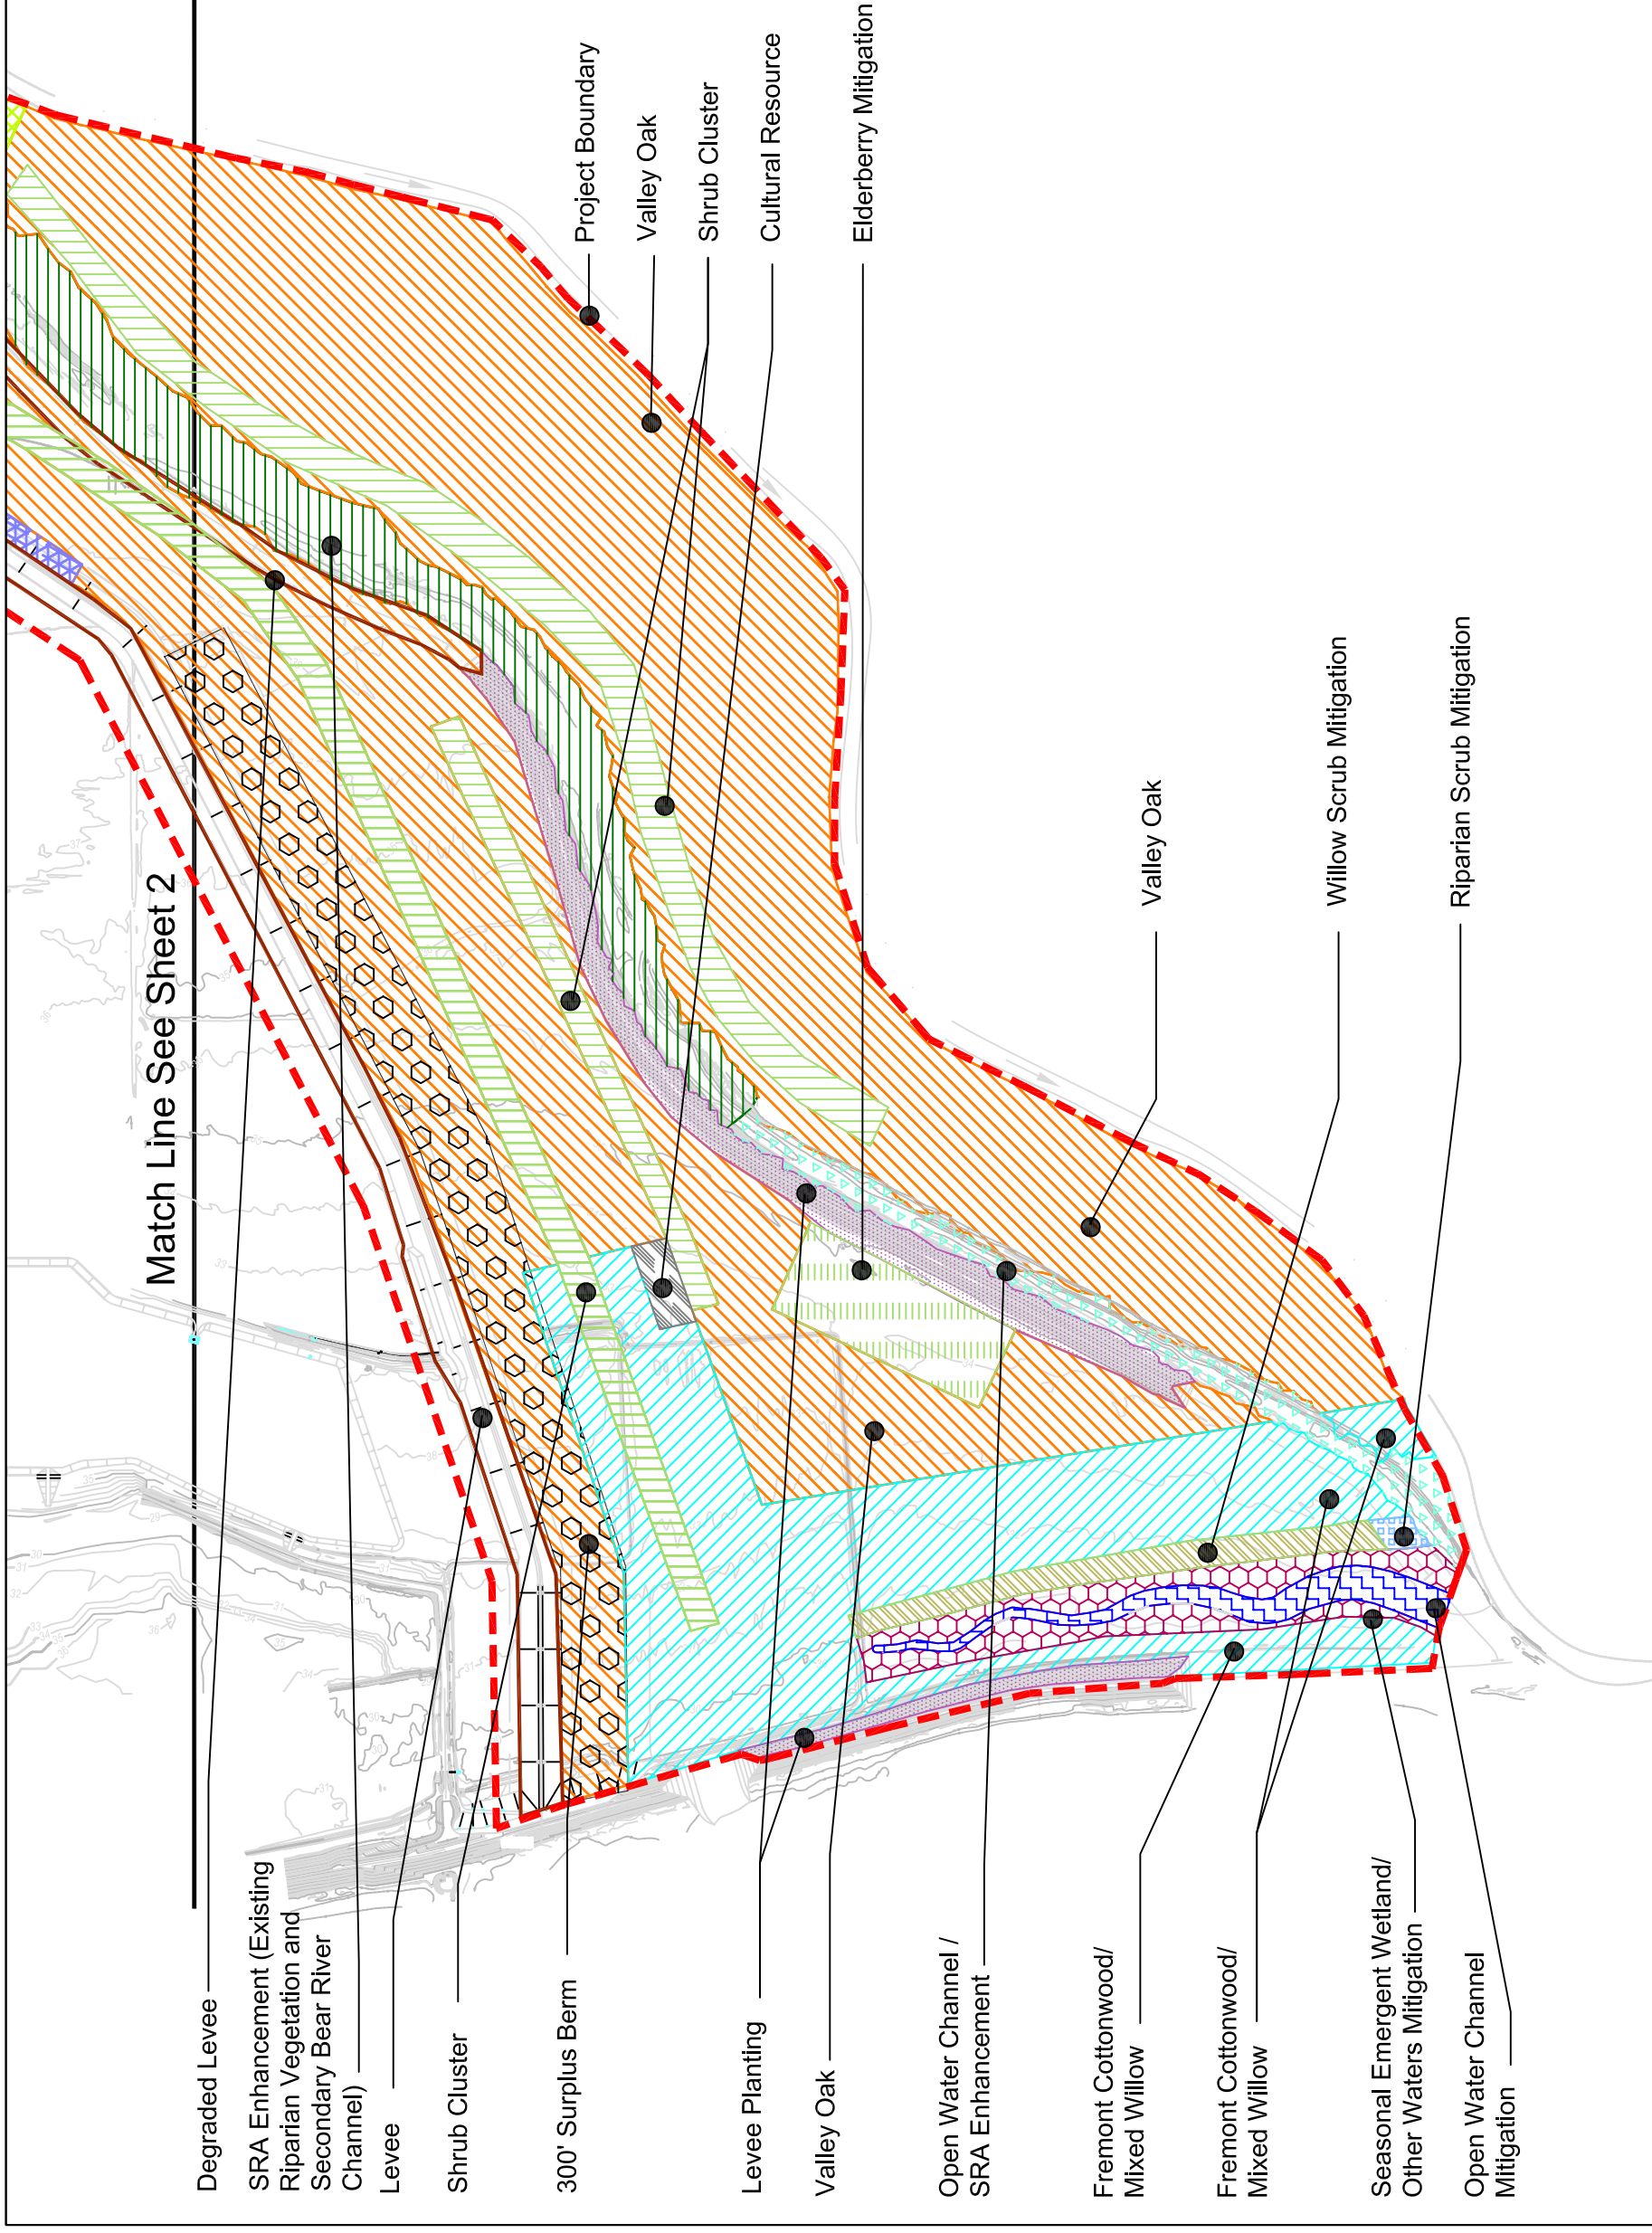 Match Line See Sheet 2
Degraded Levee
SRA Enhancement (Existing
Riparian Vegetation and
Secondary Bear River
Channel)
Levee
Shrub Cluster
300' Surplus Berm
Levee Planting
Valley Oak
Open Water Channel /
SRA Enhancement
Fremont Cottonwood/
Mixed Willow
Fremont Cottonwood/
Mixed Willow
Seasonal Emergent Wetland/
Other Waters Mitigation
Open Water Channel
Mitigation
Project Boundary
Valley Oak
Shrub Cluster
Cultural Resource
Elderberry Mitigation
Valley Oak
Willow Scrub Mitigation
Riparian Scrub Mitigation